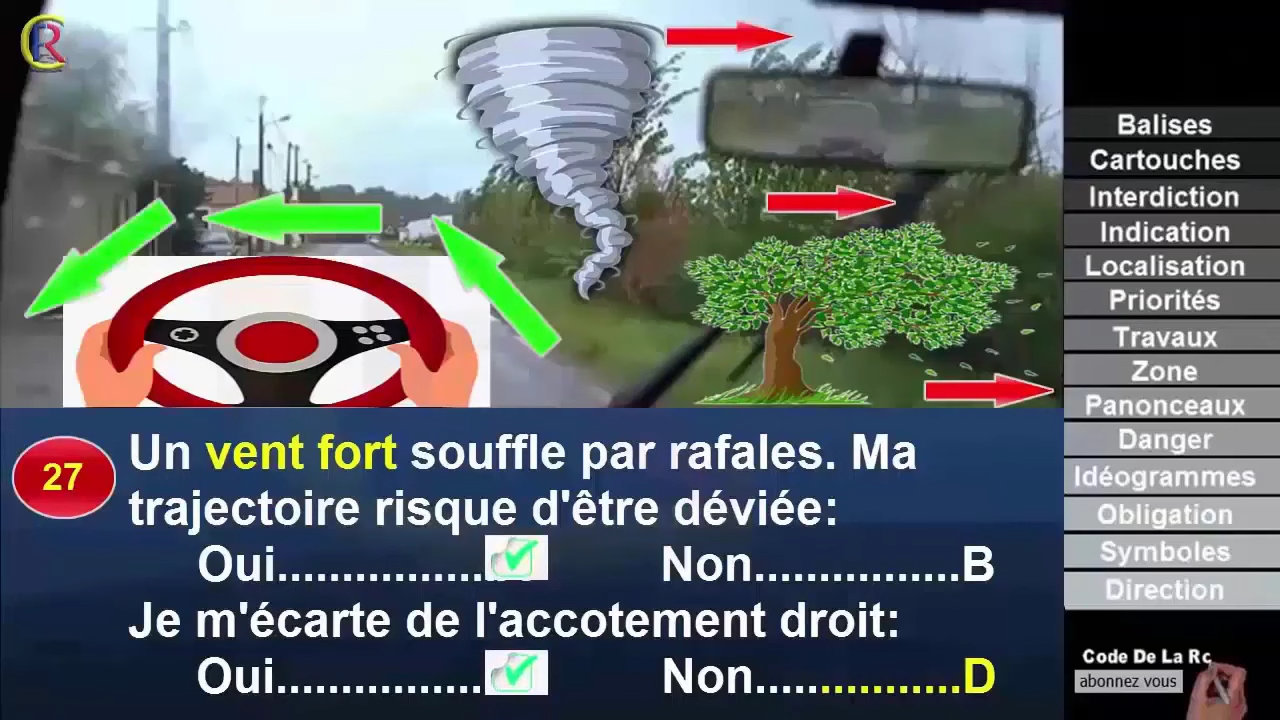 CR
27
Un vent fort souffle par rafales. Ma
trajectoire risque d'être déviée:
Oui................ Non................B
Je m'écarte de l'accotement droit:
Oui................ Non................D
Balises
Cartouches
Interdiction
Indication
Localisation
Priorités
Travaux
Zone
Panonceaux
Danger
Idéogrammes
Obligation
Symboles
Direction
Code De La Rc
abonnez vous